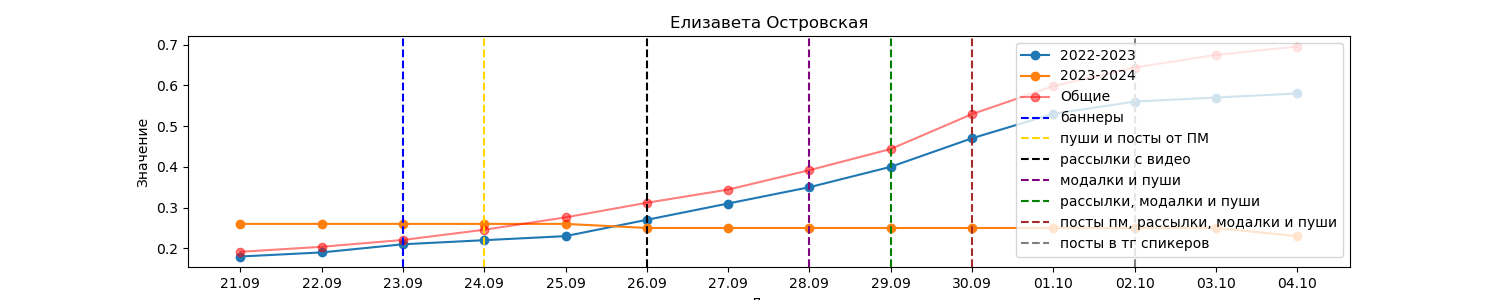 Елизавета Островская
Значение
0.7
0.6
0.5
0.4
0.3
0.2
2022-2023
2023-2024
Общие
баннеры
пуши и посты от ПМ
рассылки с видео
модалки и пуши
рассылки, модалки и пуши
посты пм, рассылки, модалки и пуши
посты в тг спикеров
21.09 22.09 23.09 24.09 25.09 26.09 27.09 28.09 29.09 30.09 01.10 02.10 03.10 04.10